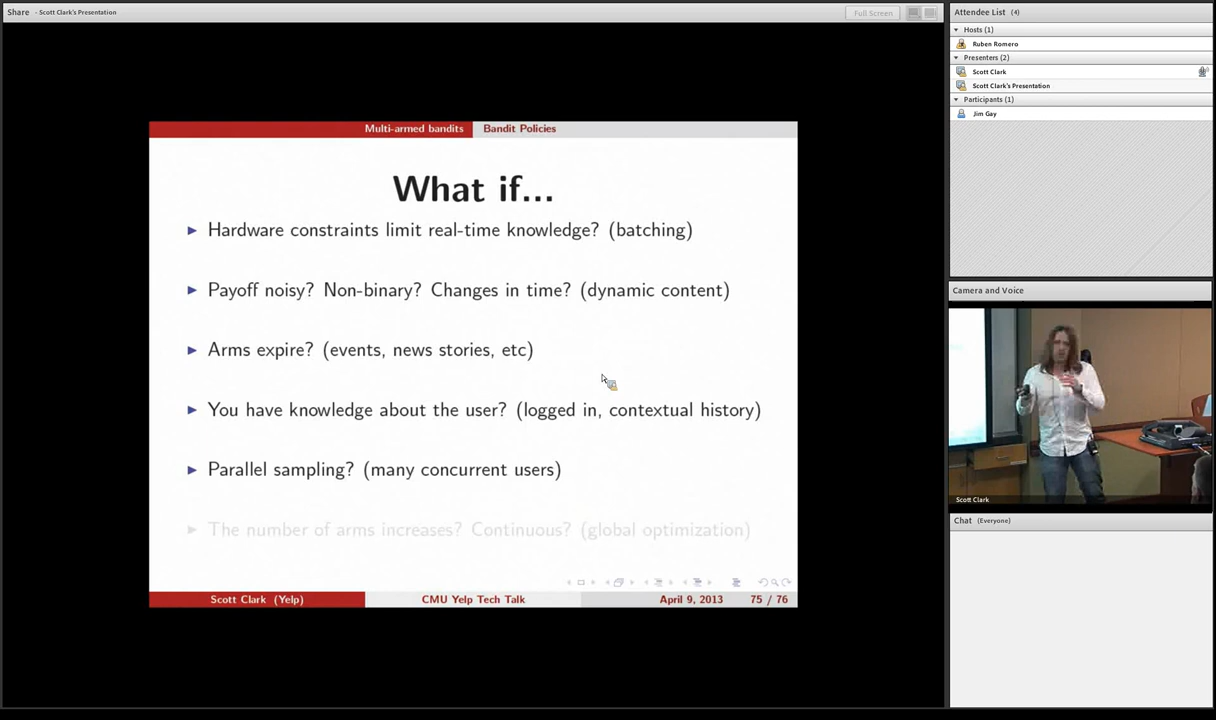 Share - Scott Clark's Presentation
Full Screen
Multi-armed bandits
Bandit Policies
What if...
Hardware constraints limit real-time knowledge? (batching)
Payoff noisy? Non-binary? Changes in time? (dynamic content)
Arms expire? (events, news stories, etc)
You have knowledge about the user? (logged in, contextual history)
Parallel sampling? (many concurrent users)
The number of arms increases? Continuous? (global optimization)
Scott Clark (Yelp)
CMU Yelp Tech Talk
April 9, 2013
75 / 76
Attendee List (4)
Hosts (1)
Ruben Romero
Presenters (2)
Scott Clark
Scott Clark's Presentation
Participants (1)
Jim Gay
Camera and Voice
Scott Clark
Chat (Everyone)